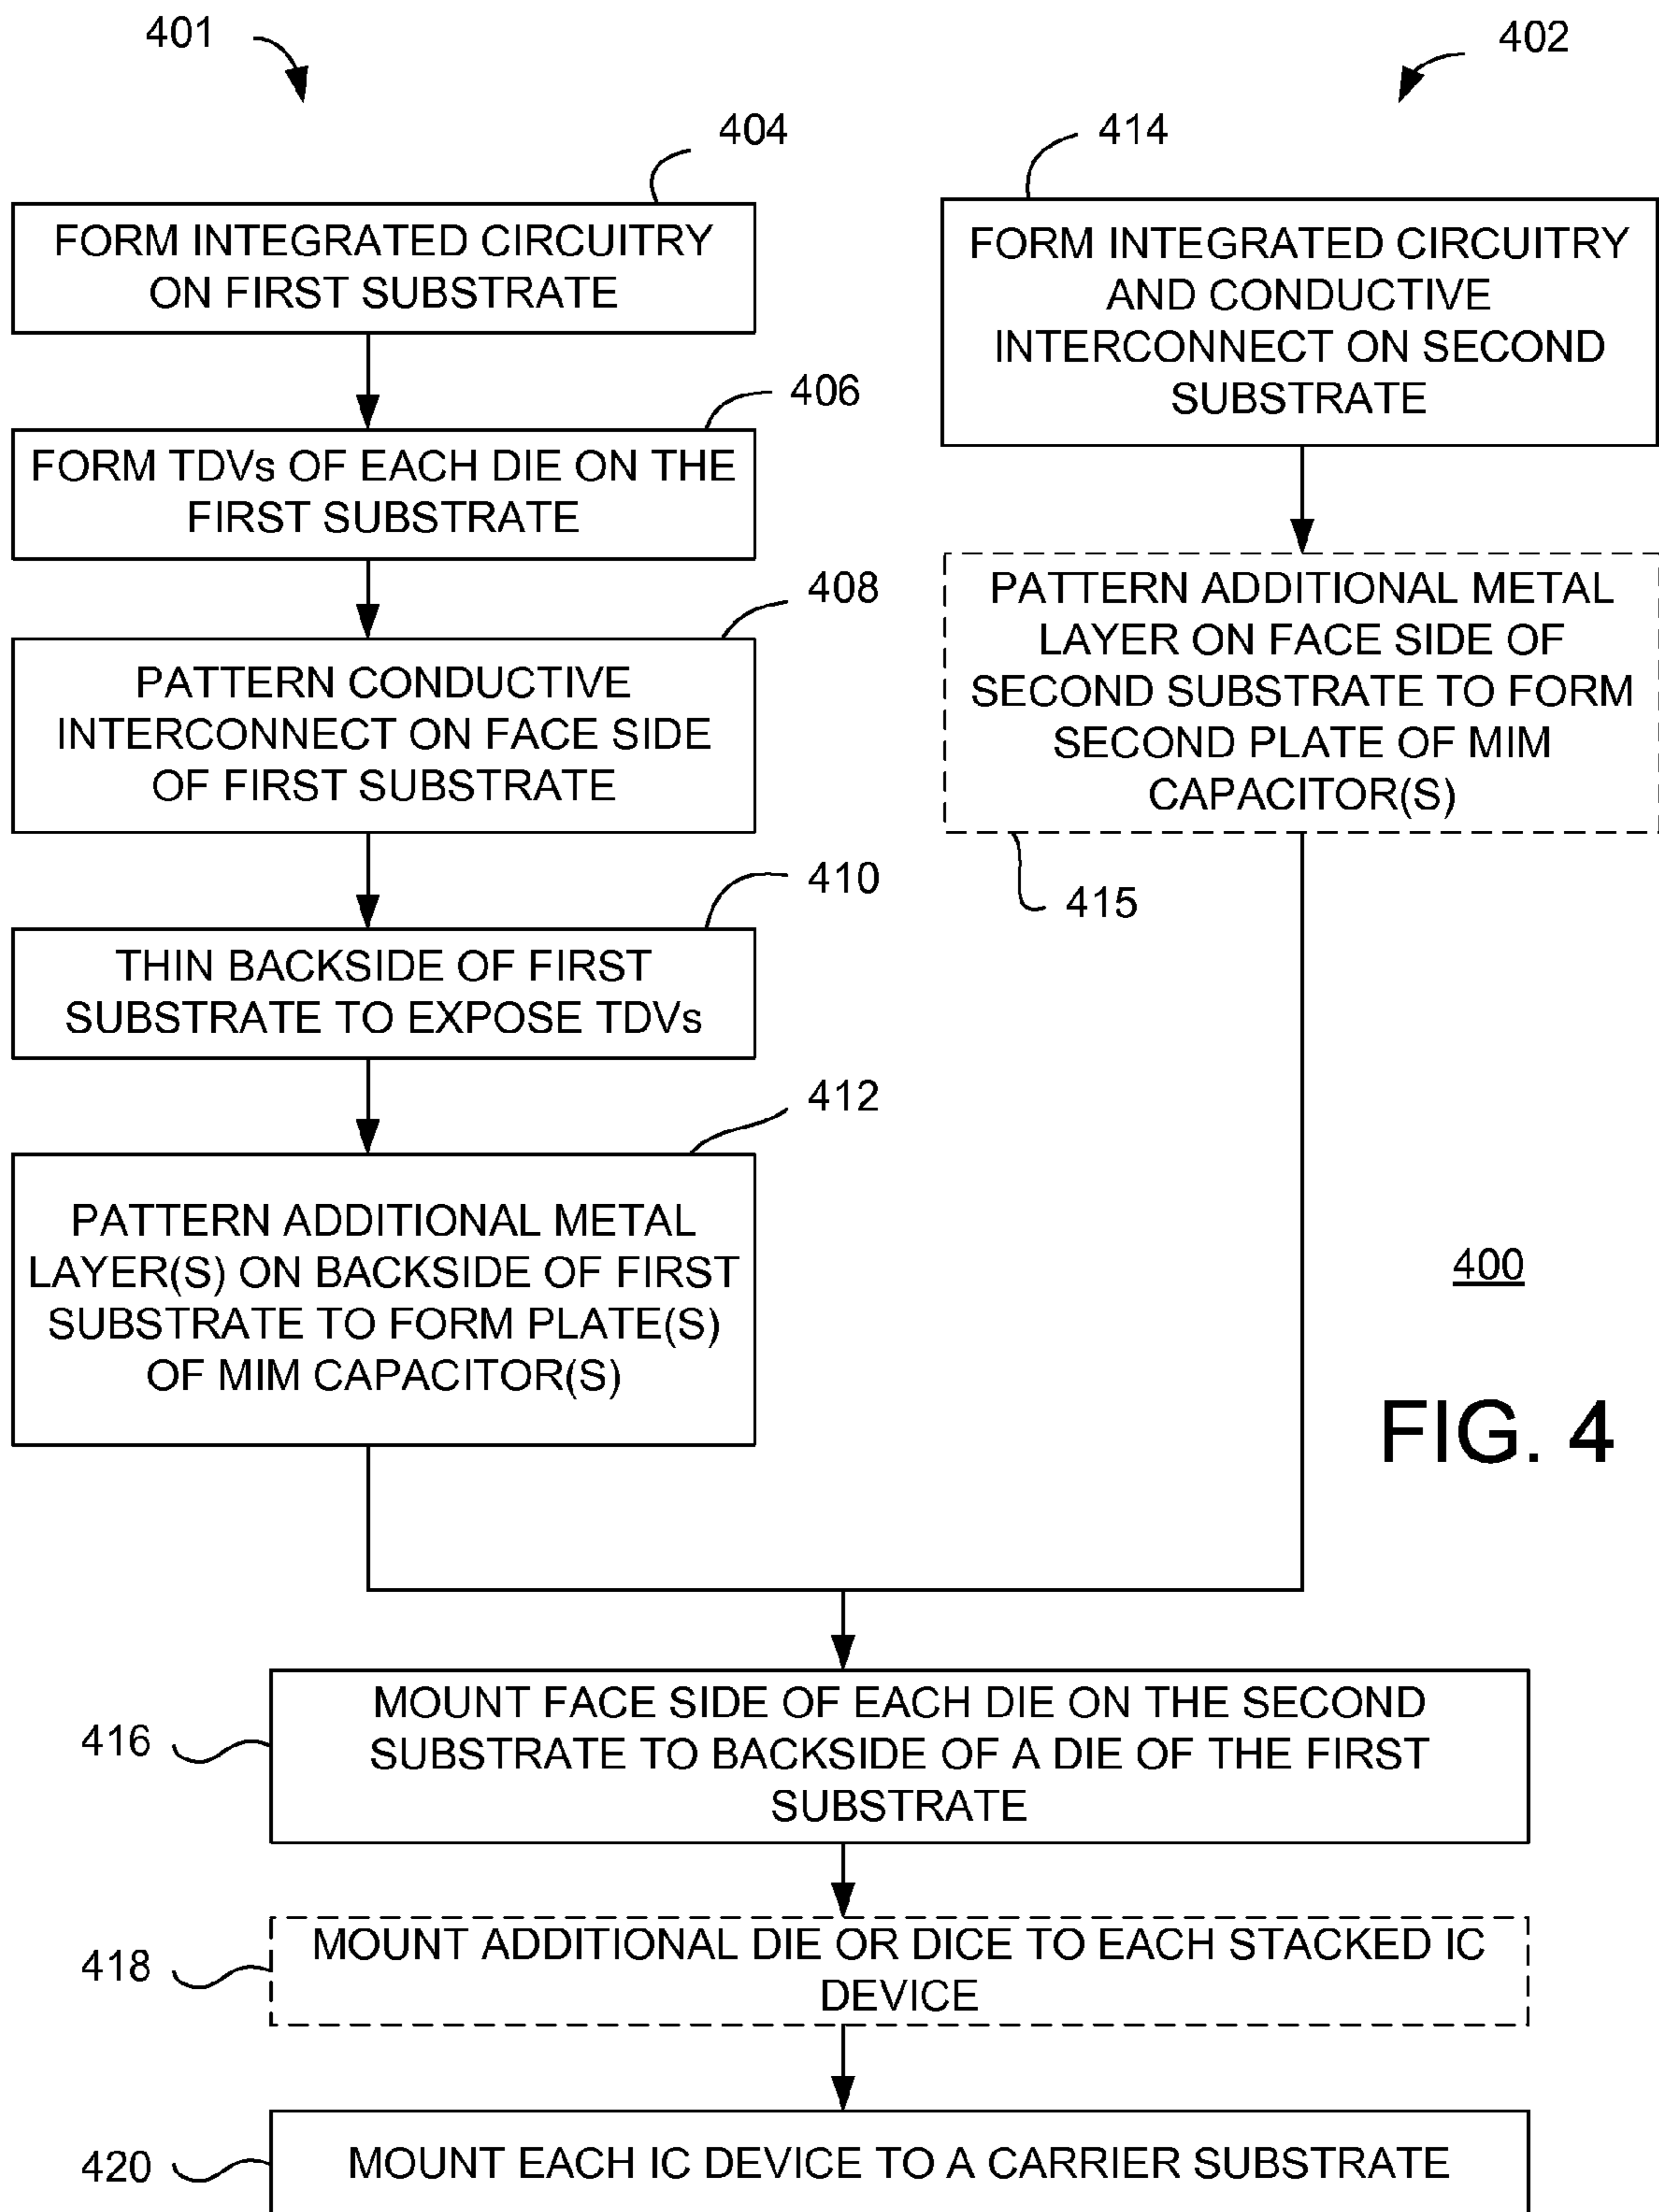 401
402
404
FORM INTEGRATED CIRCUITRY
ON FIRST SUBSTRATE
406
FORM TDVs OF EACH DIE ON THE
FIRST SUBSTRATE
408
PATTERN CONDUCTIVE
INTERCONNECT ON FACE SIDE
OF FIRST SUBSTRATE
410
THIN BACKSIDE OF FIRST
SUBSTRATE TO EXPOSE TDVs
412
PATTERN ADDITIONAL METAL
LAYER(S) ON BACKSIDE OF FIRST
SUBSTRATE TO FORM PLATE(S)
OF MIM CAPACITOR(S)
414
FORM INTEGRATED CIRCUITRY
AND CONDUCTIVE
INTERCONNECT ON SECOND
SUBSTRATE
PATTERN ADDITIONAL METAL
LAYER ON FACE SIDE OF
SECOND SUBSTRATE TO FORM
SECOND PLATE OF MIM
CAPACITOR(S)
415
400
FIG. 4
416
MOUNT FACE SIDE OF EACH DIE ON THE SECOND
SUBSTRATE TO BACKSIDE OF A DIE OF THE FIRST
SUBSTRATE
418
MOUNT ADDITIONAL DIE OR DICE TO EACH STACKED IC
DEVICE
420
MOUNT EACH IC DEVICE TO A CARRIER SUBSTRATE